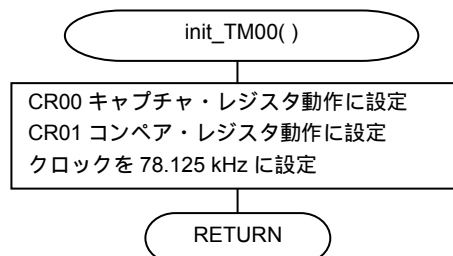 init_TM00( )
CR00 キャプチャ・レジスタ動作に設定
CR01 コンペア・レジスタ動作に設定
クロックを 78.125 kHz に設定
RETURN